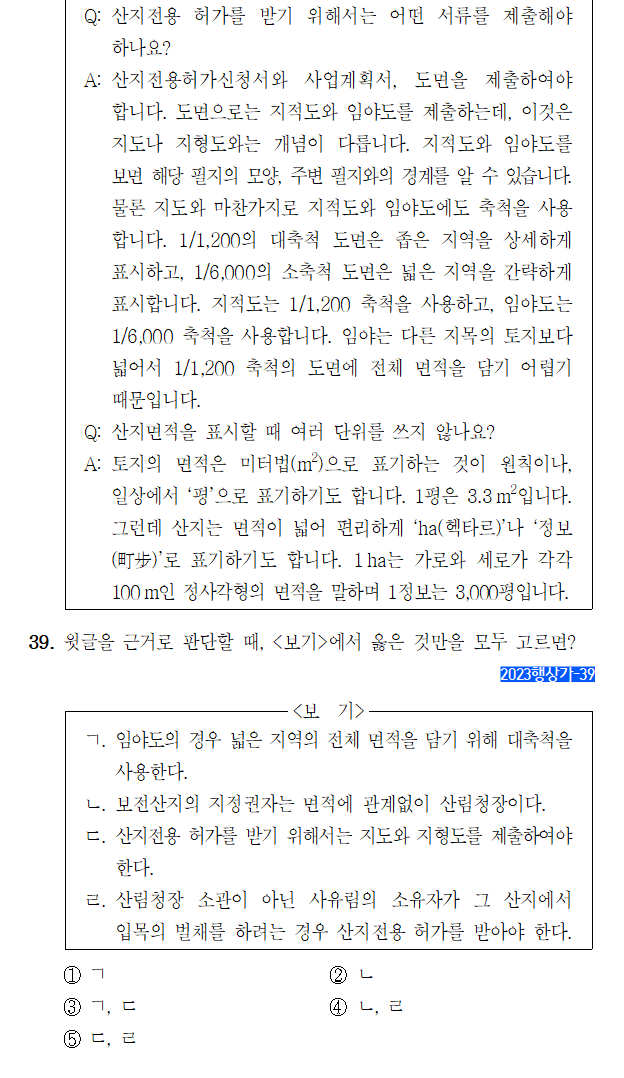 Q: 산지전용 허가를 받기 위해서는 어떤 서류를 제출해야
하나요?
A: 산지전용허가신청서와 사업계획서, 도면을 제출하여야
합니다. 도면으로는 지적도와 임야도를 제출하는데, 이것은
지도나 지형도와는 개념이 다릅니다. 지적도와 임야도를
보면 해당 필지의 모양, 주변 필지와의 경계를 알 수 있습니다.
물론 지도와 마찬가지로 지적도와 임야도에도 축척을 사용
합니다. 1/1,200의 대축척 도면은 좁은 지역을 상세하게
표시하고, 1/6,000의 소축척 도면은 넓은 지역을 간략하게
표시합니다. 지적도는 1/1,200 축척을 사용하고, 임야도는
1/6,000 축척을 사용합니다. 임야는 다른 지목의 토지보다
넓어서 1/1,200 축척의 도면에 전체 면적을 담기 어렵기
때문입니다.
Q: 산지면적을 표시할 때 여러 단위를 쓰지 않나요?
A: 토지의 면적은 미터법(m²)으로 표기하는 것이 원칙이나,
일상에서 ‘평’으로 표기하기도 합니다. 1평은 3.3 m²입니다.
그런데 산지는 면적이 넓어 편리하게 ‘ha(헥타르)’나 ‘정보
(町步)’로 표기하기도 합니다. 1 ha는 가로와 세로가 각각
100 m인 정사각형의 면적을 말하며 1정보는 3,000평입니다.
39. 윗글을 근거로 판단할 때, <보기>에서 옳은 것만을 모두 고르면?
2023행상가-39
<보 기>
ㄱ. 임야도의 경우 넓은 지역의 전체 면적을 담기 위해 대축척을
사용한다.
ㄴ. 보전산지의 지정권자는 면적에 관계없이 산림청장이다.
ㄷ. 산지전용 허가를 받기 위해서는 지도와 지형도를 제출하여야
한다.
ㄹ. 산림청장 소관이 아닌 사유림의 소유자가 그 산지에서
입목의 벌채를 하려는 경우 산지전용 허가를 받아야 한다.
① ㄱ ② ㄴ
③ ㄱ, ㄷ ④ ㄴ, ㄹ
⑤ ㄷ, ㄹ